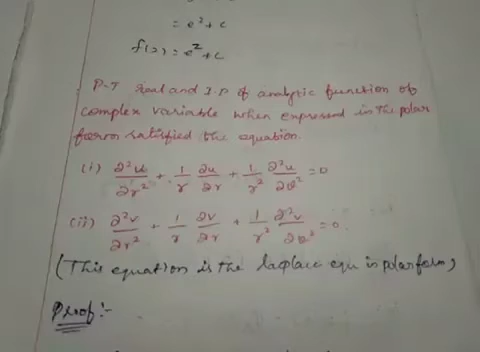 = e² + c
f(z) = e² + c
P-T real and I.P of analytic function of
complex variable when expressed in the polar
form satisfied the equation.
(i) ∂²u/∂r² + 1/r ∂u/∂r + 1/r² ∂²u/∂θ² = 0
(ii) ∂²v/∂r² + 1/r ∂v/∂r + 1/r² ∂²v/∂θ² = 0.
(This equation is the laplace equ in polar form)
Proof :-